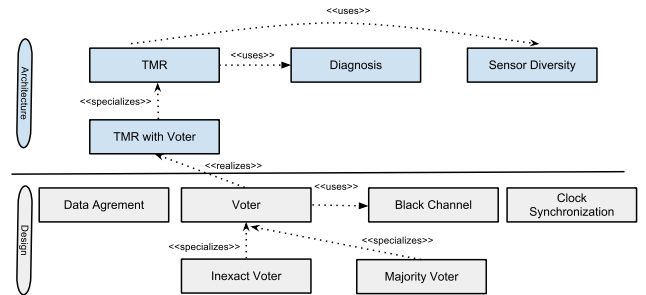 <<uses>>
TMR
<<uses>>
Diagnosis
Sensor Diversity
Architecture
<<specializes>>
TMR with Voter
<<realizes>>
Data Agrement
Voter
<<uses>>
Black Channel
Clock
Synchronization
Design
<<specializes>>
<<specializes>>
Inexact Voter
Majority Voter